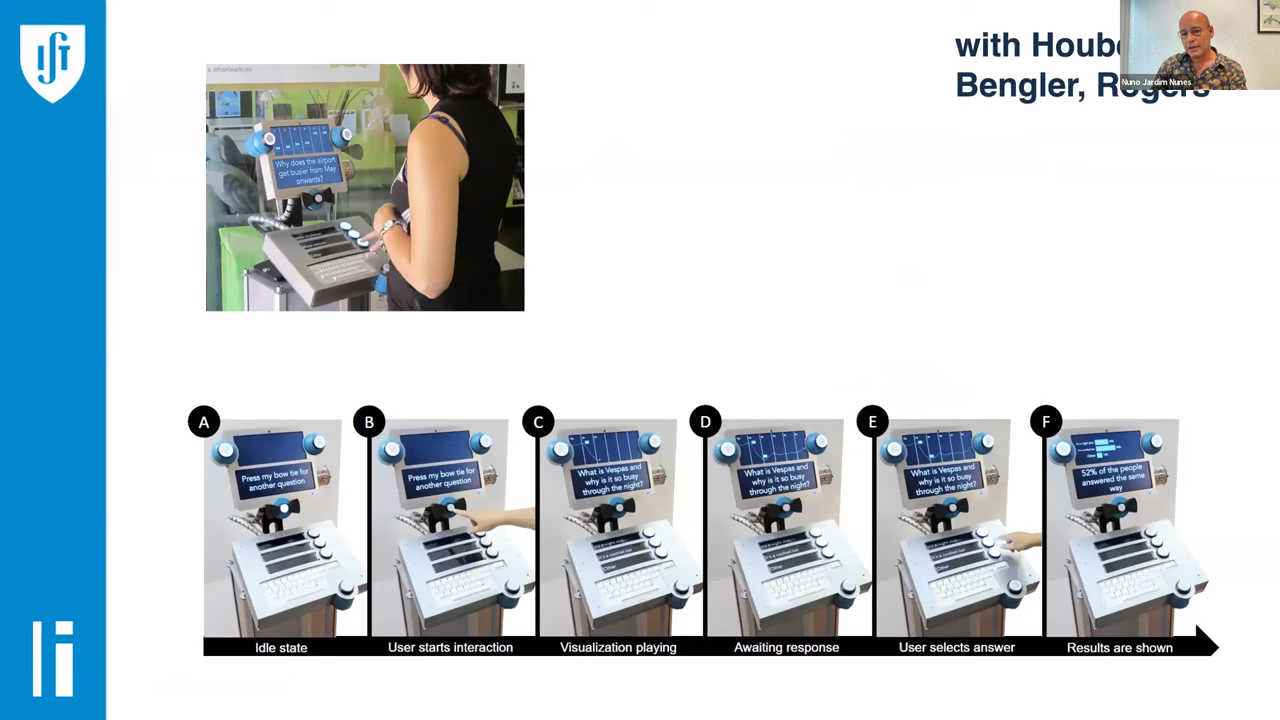 with Houb
Bengler, Rogers
Nuno Jardim Nunes
Why does the airport
get busier from May
onwards?
A
B
C
D
E
F
Press my bow tie for
another question
Press my bow tie for
another question
What is Vespas and
why is it so busy
through the night?
What is Vespas and
why is it so busy
through the night?
What is Vespas and
why is it so busy
through the night?
52% of the people
answered the same
way
Other
Idle state
User starts interaction
Visualization playing
Awaiting response
User selects answer
Results are shown
li